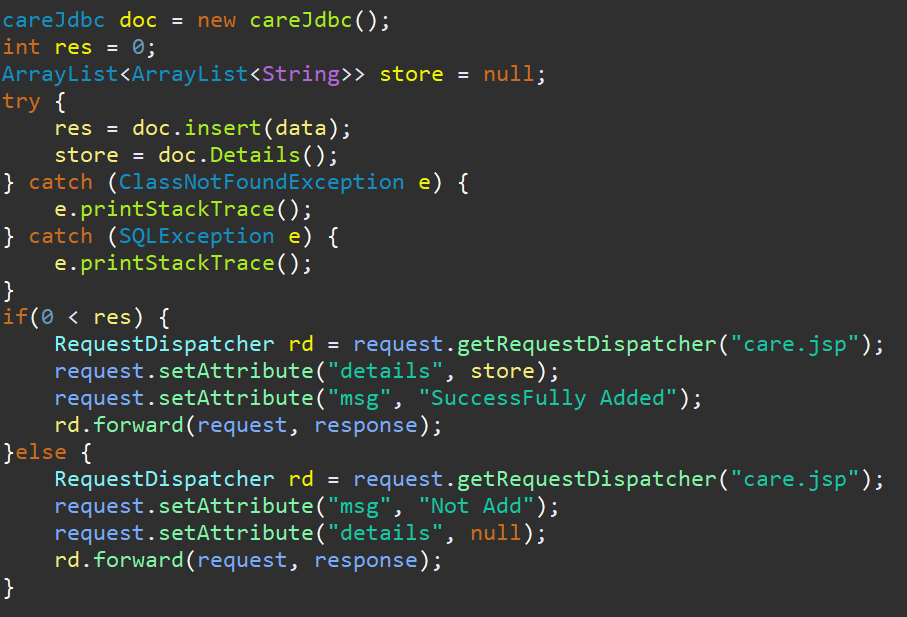 careJdbc doc = new careJdbc();
int res = 0;
ArrayList<ArrayList<String>> store = null;
try {
    res = doc.insert(data);
    store = doc.Details();
} catch (ClassNotFoundException e) {
    e.printStackTrace();
} catch (SQLException e) {
    e.printStackTrace();
}
if(0 < res) {
    RequestDispatcher rd = request.getRequestDispatcher("care.jsp");
    request.setAttribute("details", store);
    request.setAttribute("msg", "SuccessFully Added");
    rd.forward(request, response);
}else {
    RequestDispatcher rd = request.getRequestDispatcher("care.jsp");
    request.setAttribute("msg", "Not Add");
    request.setAttribute("details", null);
    rd.forward(request, response);
}